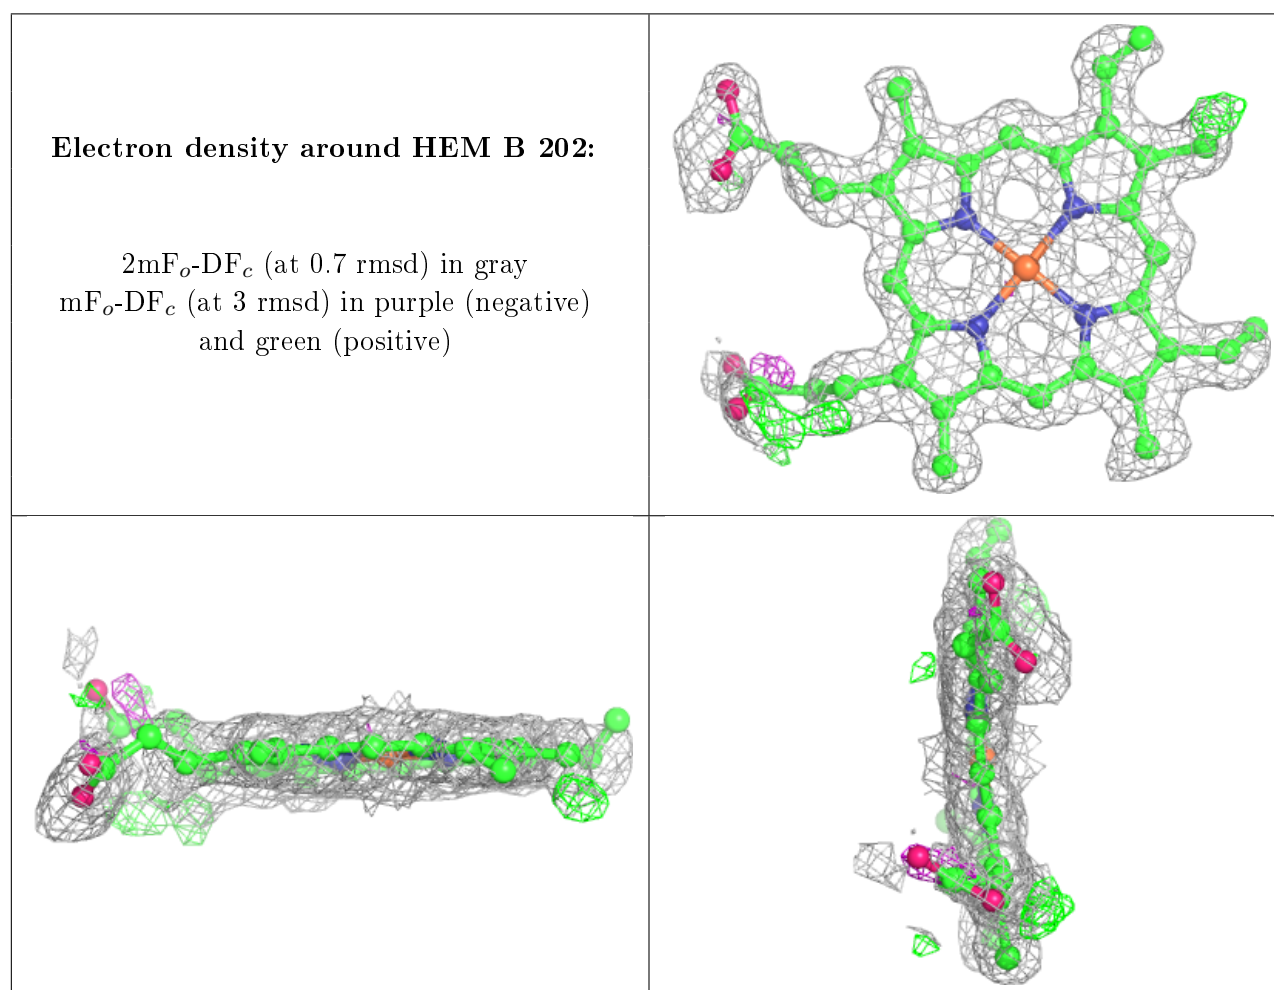 Electron density around HEM B 202:
2mFo-DFc (at 0.7 rmsd) in gray
mFo-DFc (at 3 rmsd) in purple (negative)
and green (positive)